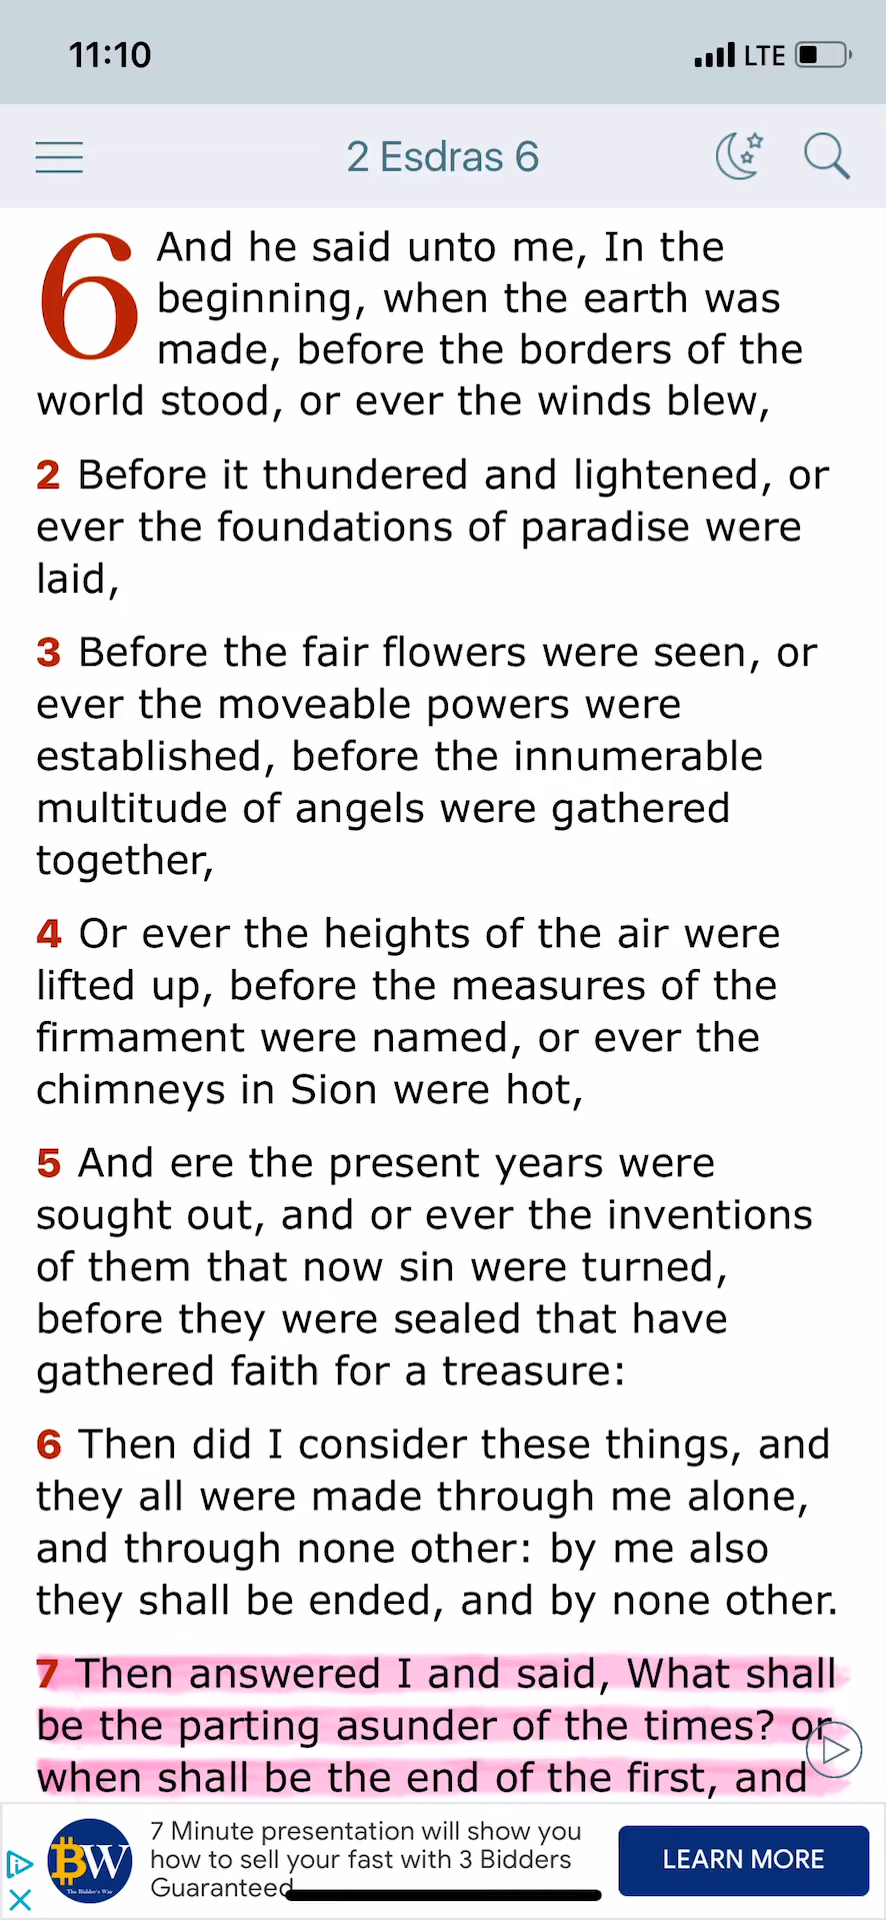 11:10
LTE
2 Esdras 6
6 And he said unto me, In the
beginning, when the earth was
made, before the borders of the
world stood, or ever the winds blew,
2 Before it thundered and lightened, or
ever the foundations of paradise were
laid,
3 Before the fair flowers were seen, or
ever the moveable powers were
established, before the innumerable
multitude of angels were gathered
together,
4 Or ever the heights of the air were
lifted up, before the measures of the
firmament were named, or ever the
chimneys in Sion were hot,
5 And ere the present years were
sought out, and or ever the inventions
of them that now sin were turned,
before they were sealed that have
gathered faith for a treasure:
6 Then did I consider these things, and
they all were made through me alone,
and through none other: by me also
they shall be ended, and by none other.
7 Then answered I and said, What shall
be the parting asunder of the times? or
when shall be the end of the first, and
BW
The Bidder's War
7 Minute presentation will show you
how to sell your fast with 3 Bidders
Guaranteed
LEARN MORE